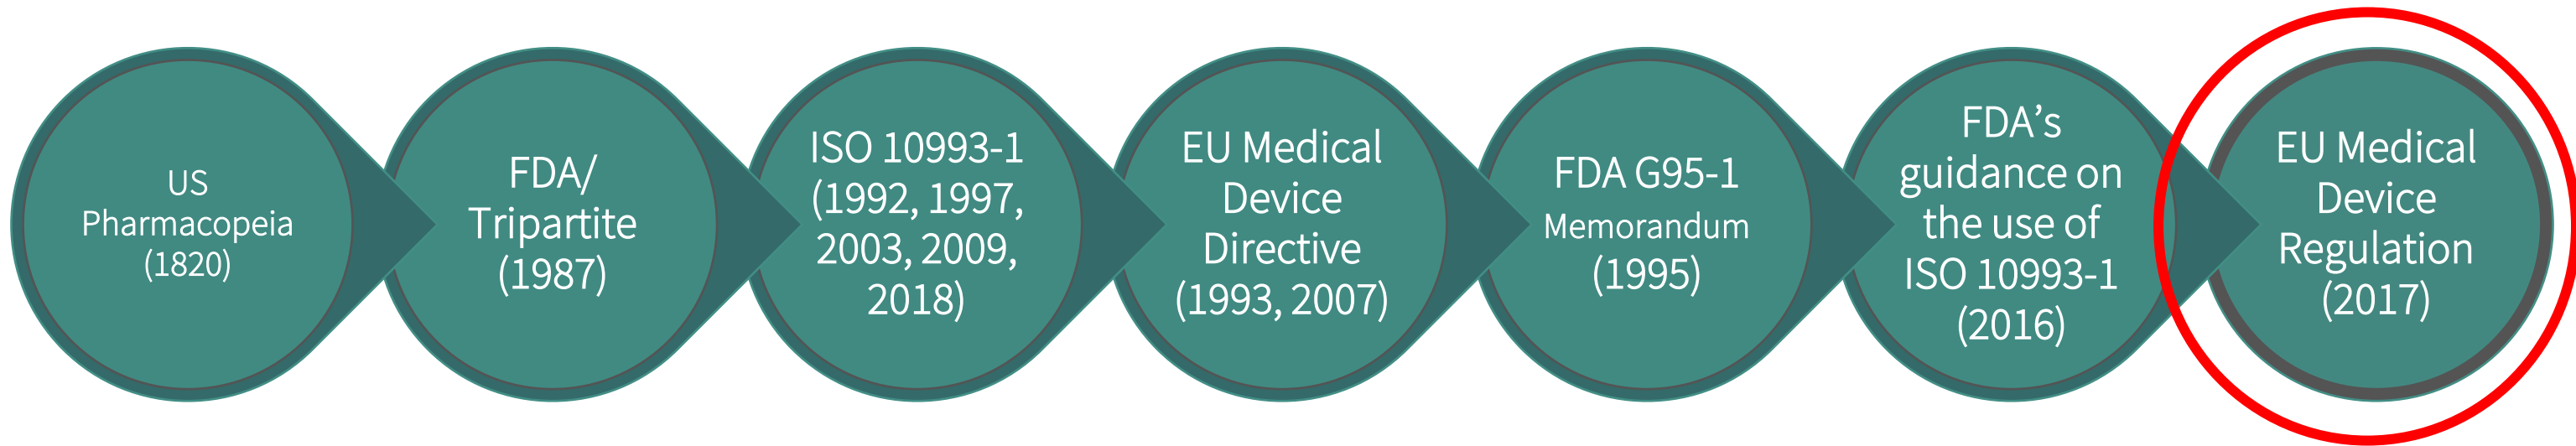 US
Pharmacopeia
(1820)
FDA/
Tripartite
(1987)
ISO 10993-1
(1992, 1997,
2003, 2009,
2018)
EU Medical
Device
Directive
(1993, 2007)
FDA G95-1
Memorandum
(1995)
FDA’s
guidance on
the use of
ISO 10993-1
(2016)
EU Medical
Device
Regulation
(2017)